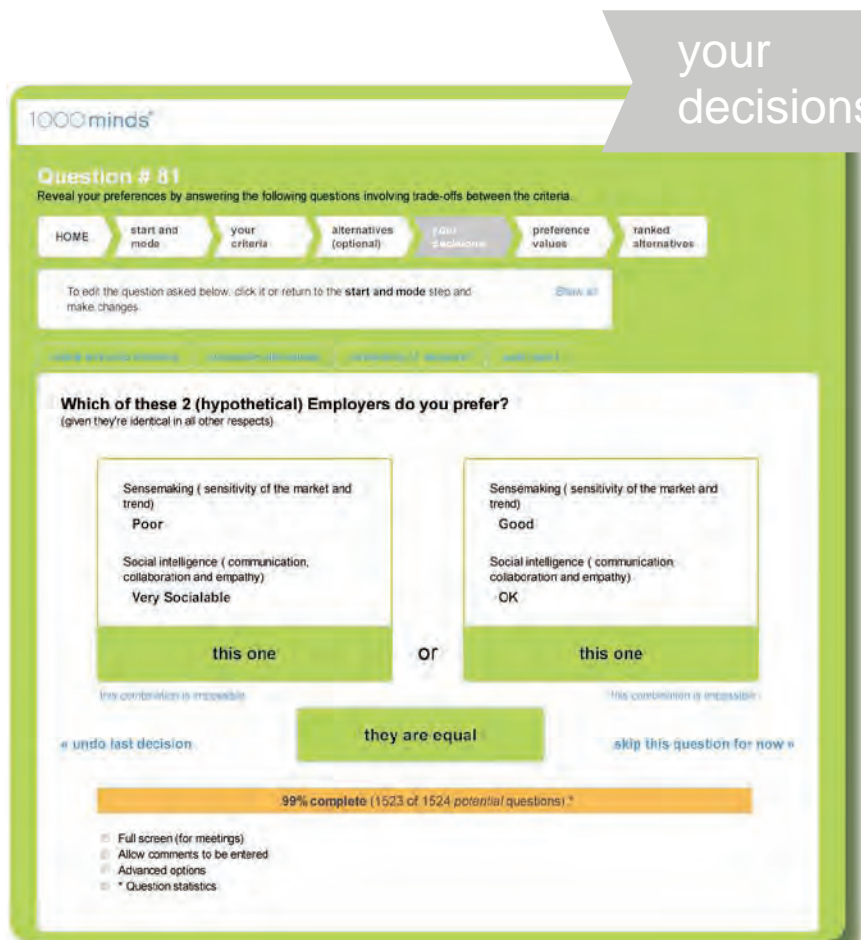 your
decisions
1000minds
Question # 81
Reveal your preferences by answering the following questions involving trade-offs between the criteria.
HOME
start and
mode
your
criteria
alternatives
(optional)
your
decisions
preference
values
ranked
alternatives
To edit the question asked below, click it or return to the start and mode step and
make changes.
Show all
Which of these 2 (hypothetical) Employers do you prefer?
(given they're identical in all other respects)
Sensemaking ( sensitivity of the market and
trend)
Poor
Social intelligence ( communication,
collaboration and empathy)
Very Socialable
this one
this combination is impossible
or
Sensemaking ( sensitivity of the market and
trend)
Good
Social intelligence ( communication,
collaboration and empathy)
OK
this one
this combination is impossible
« undo last decision
they are equal
skip this question for now »
99% complete (1523 of 1524 potential questions).*
Full screen (for meetings)
Allow comments to be entered
Advanced options
* Question statistics